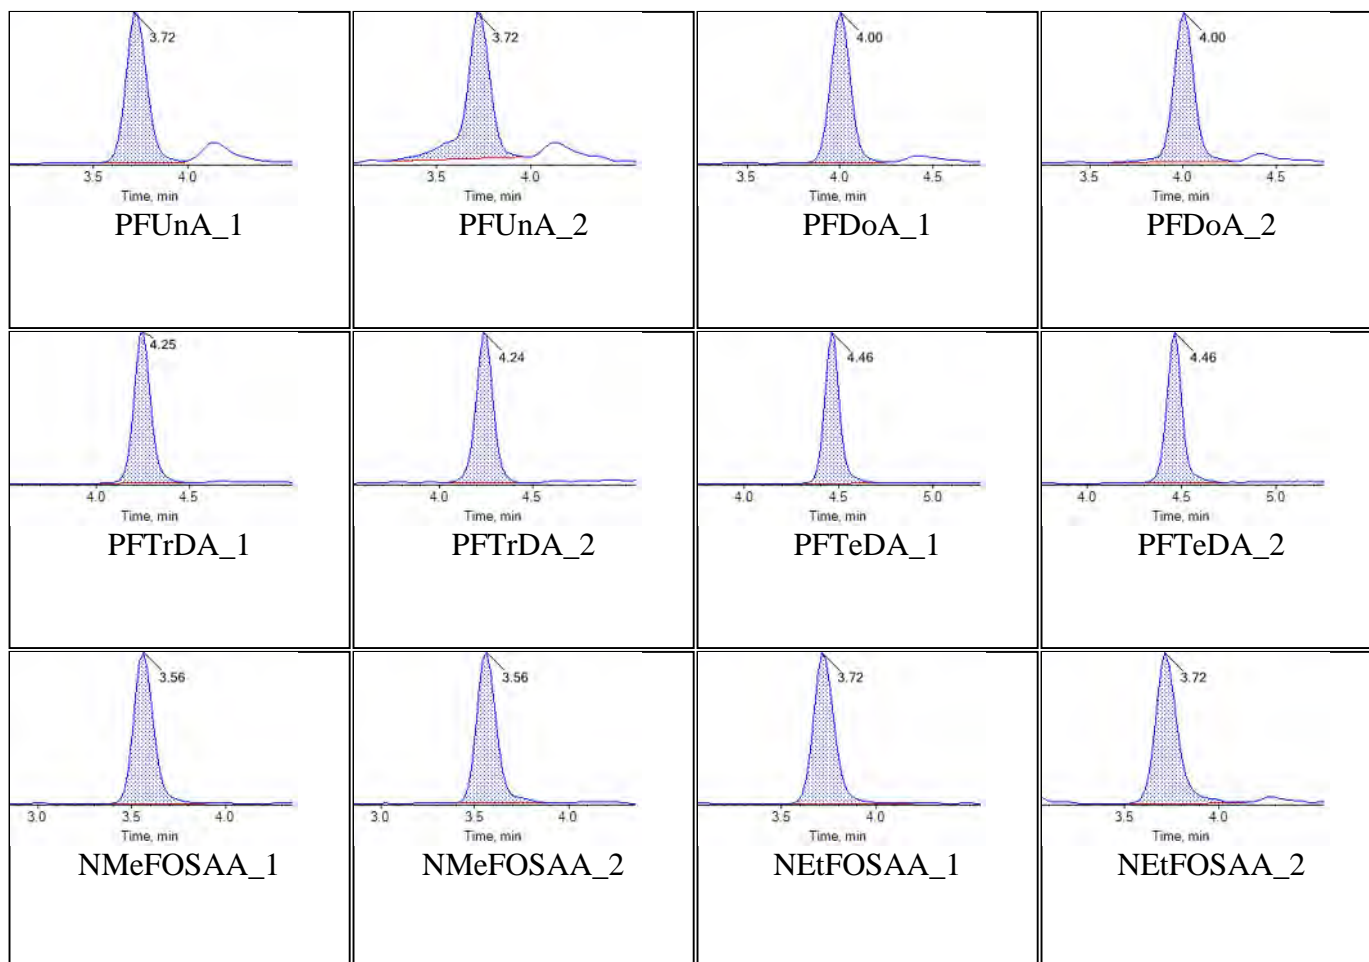 3.72
3.5 4.0
Time, min
PFUnA_1
3.72
3.5 4.0
Time, min
PFUnA_2
4.00
3.5 4.0 4.5
Time, min
PFDoA_1
4.00
3.5 4.0 4.5
Time, min
PFDoA_2
4.25
4.0 4.5
Time, min
PFTrDA_1
4.24
4.0 4.5
Time, min
PFTrDA_2
4.46
4.0 4.5 5.0
Time, min
PFTeDA_1
4.46
4.0 4.5 5.0
Time, min
PFTeDA_2
3.56
3.0 3.5 4.0
Time, min
NMeFOSAA_1
3.56
3.0 3.5 4.0
Time, min
NMeFOSAA_2
3.72
3.5 4.0
Time, min
NEtFOSAA_1
3.72
3.5 4.0
Time, min
NEtFOSAA_2